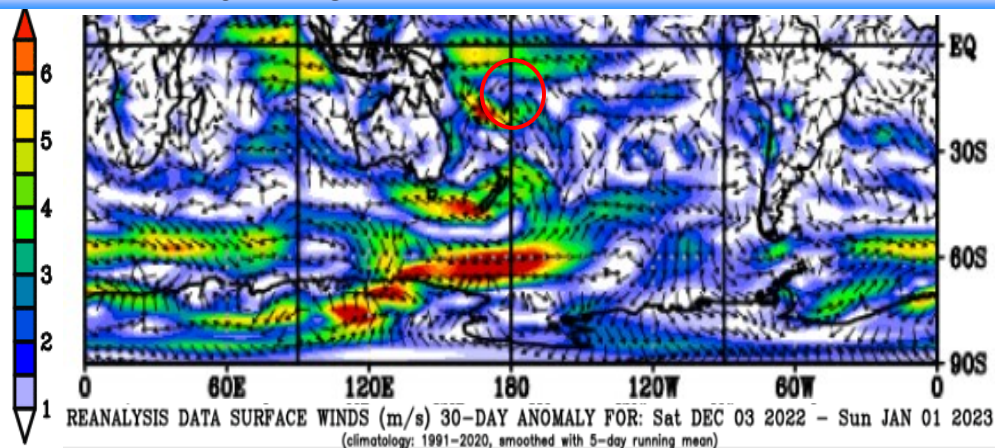 6
5
4
3
2
1
EQ
30S
60S
90S
0 60E 120E 180 120W 60W 0
REANALYSIS DATA SURFACE WINDS (m/s) 30-DAY ANOMALY FOR: Sat DEC 03 2022 - Sun JAN 01 2023
(climatology: 1991-2020, smoothed with 5-day running mean)